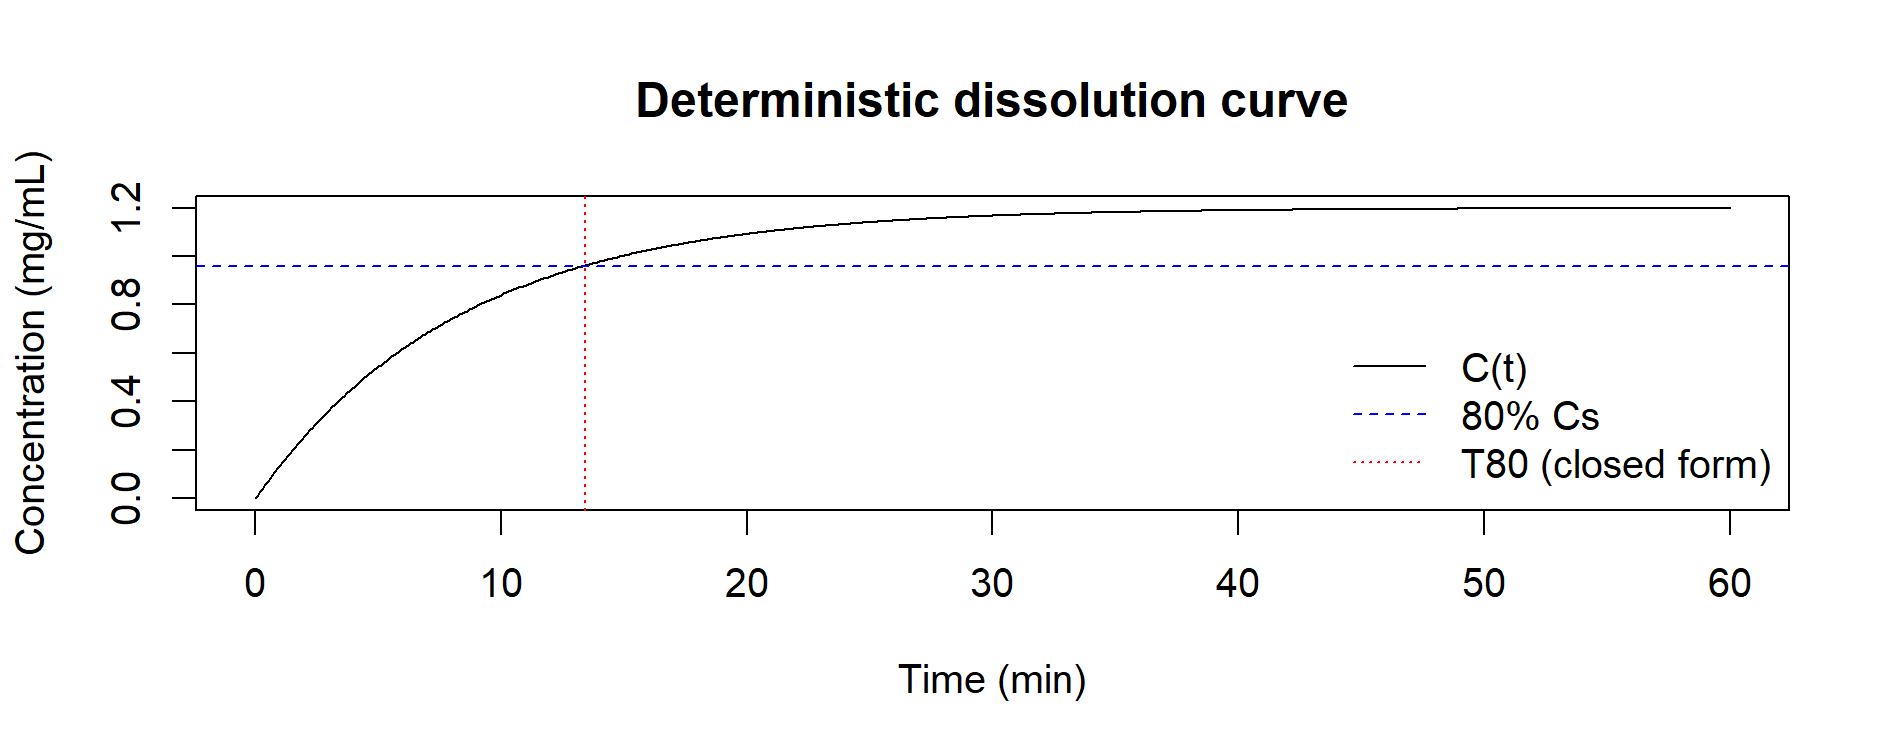 Deterministic dissolution curve
Concentration (mg/mL)
1.2
0.8
0.4
0.0
C(t)
80% Cs
T80 (closed form)
0 10 20 30 40 50 60
Time (min)